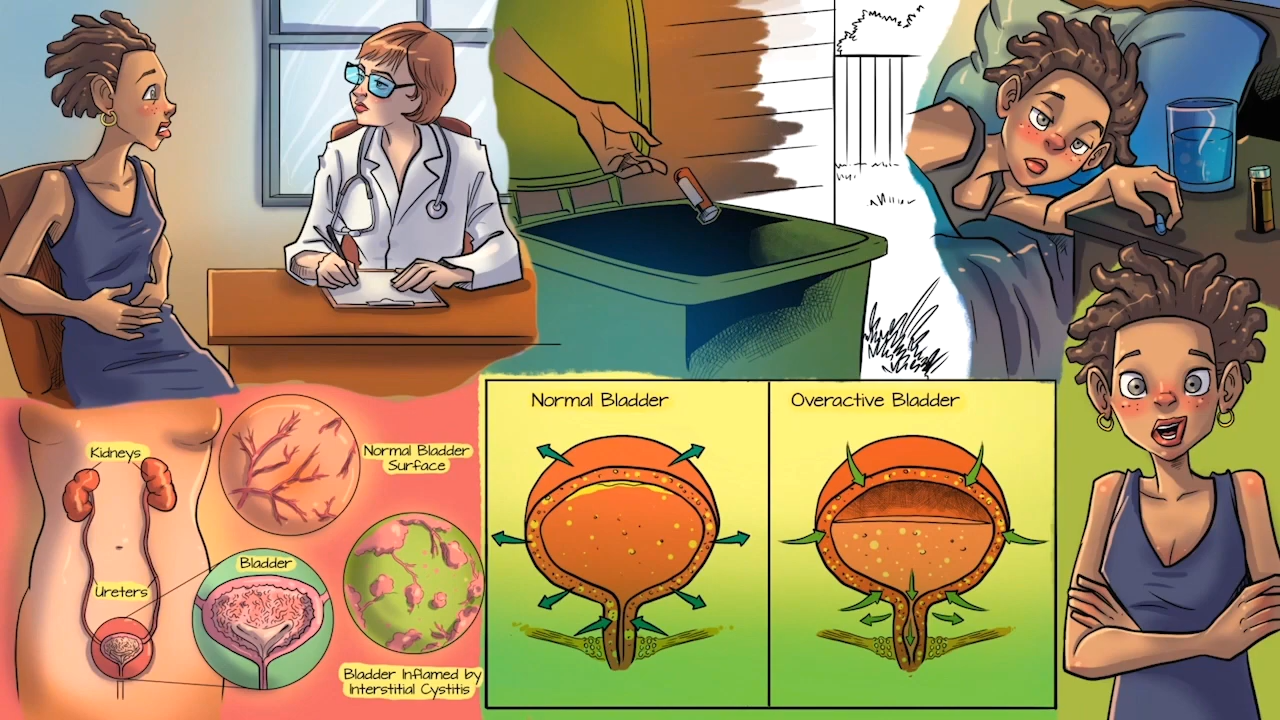 Kidneys
Normal Bladder
Surface
Bladder
Ureters
Bladder Inflamed by
Interstitial Cystitis
Normal Bladder
Overactive Bladder